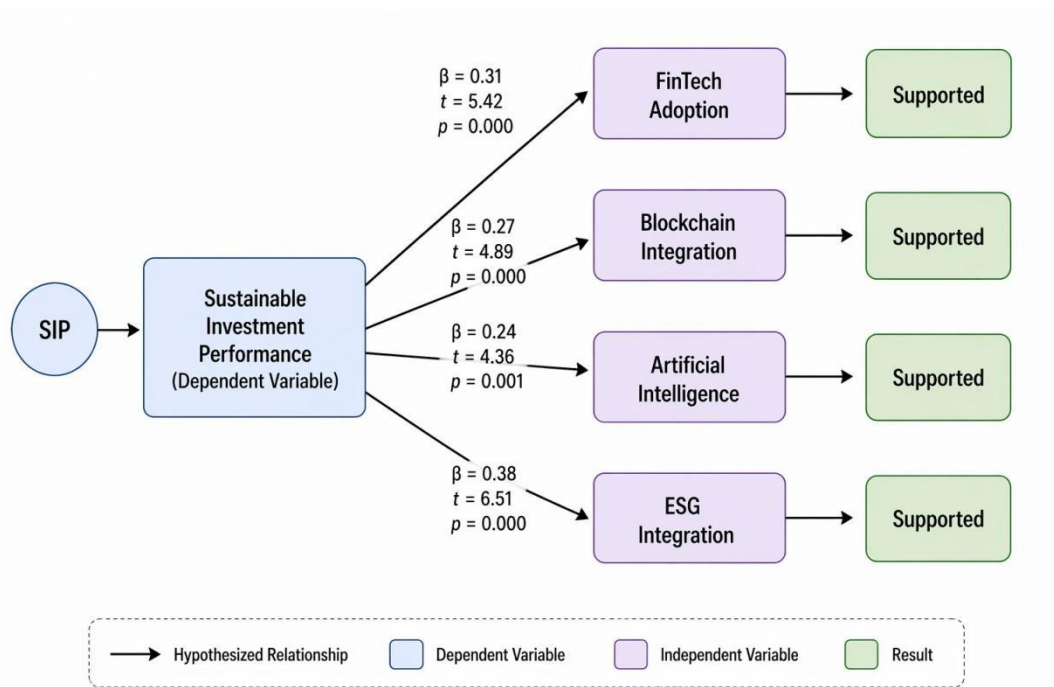 SIP
Sustainable
Investment
Performance
(Dependent Variable)
β = 0.31
t = 5.42
p = 0.000
FinTech
Adoption
Supported
β = 0.27
t = 4.89
p = 0.000
Blockchain
Integration
Supported
β = 0.24
t = 4.36
p = 0.001
Artificial
Intelligence
Supported
β = 0.38
t = 6.51
p = 0.000
ESG
Integration
Supported
Hypothesized Relationship
Dependent Variable
Independent Variable
Result